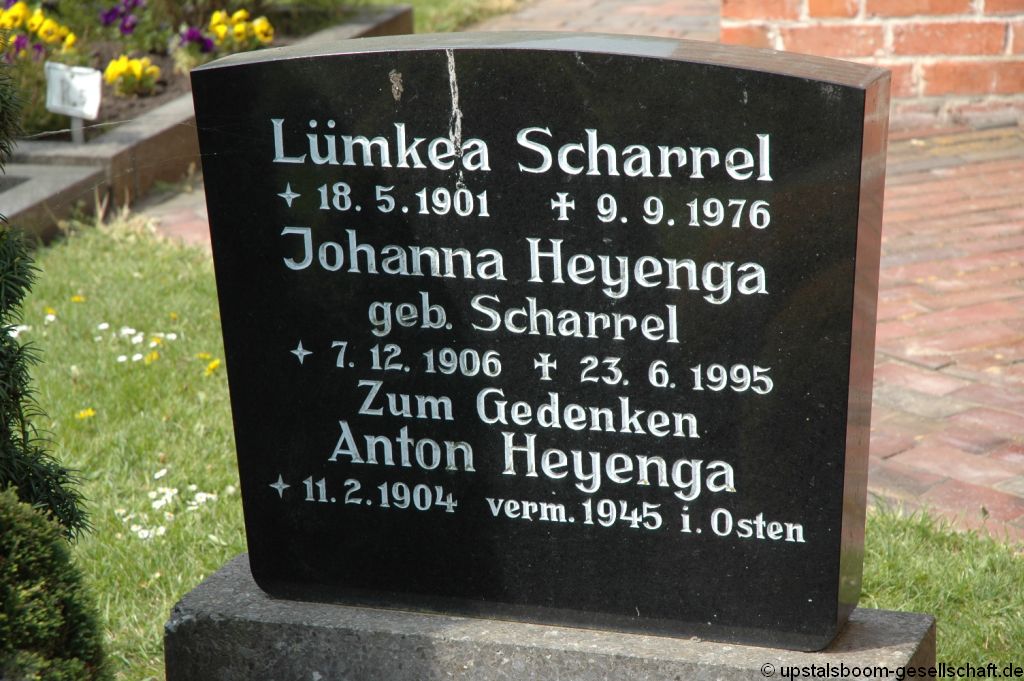 Lümkea Scharrel
✦ 18. 5. 1901 ✝ 9. 9. 1976
Johanna Heyenga
geb. Scharrel
✦ 7. 12. 1906 ✝ 23. 6. 1995
Zum Gedenken
Anton Heyenga
✦ 11. 2. 1904 verm. 1945 i. Osten
© upstalsboom-gesellschaft.de